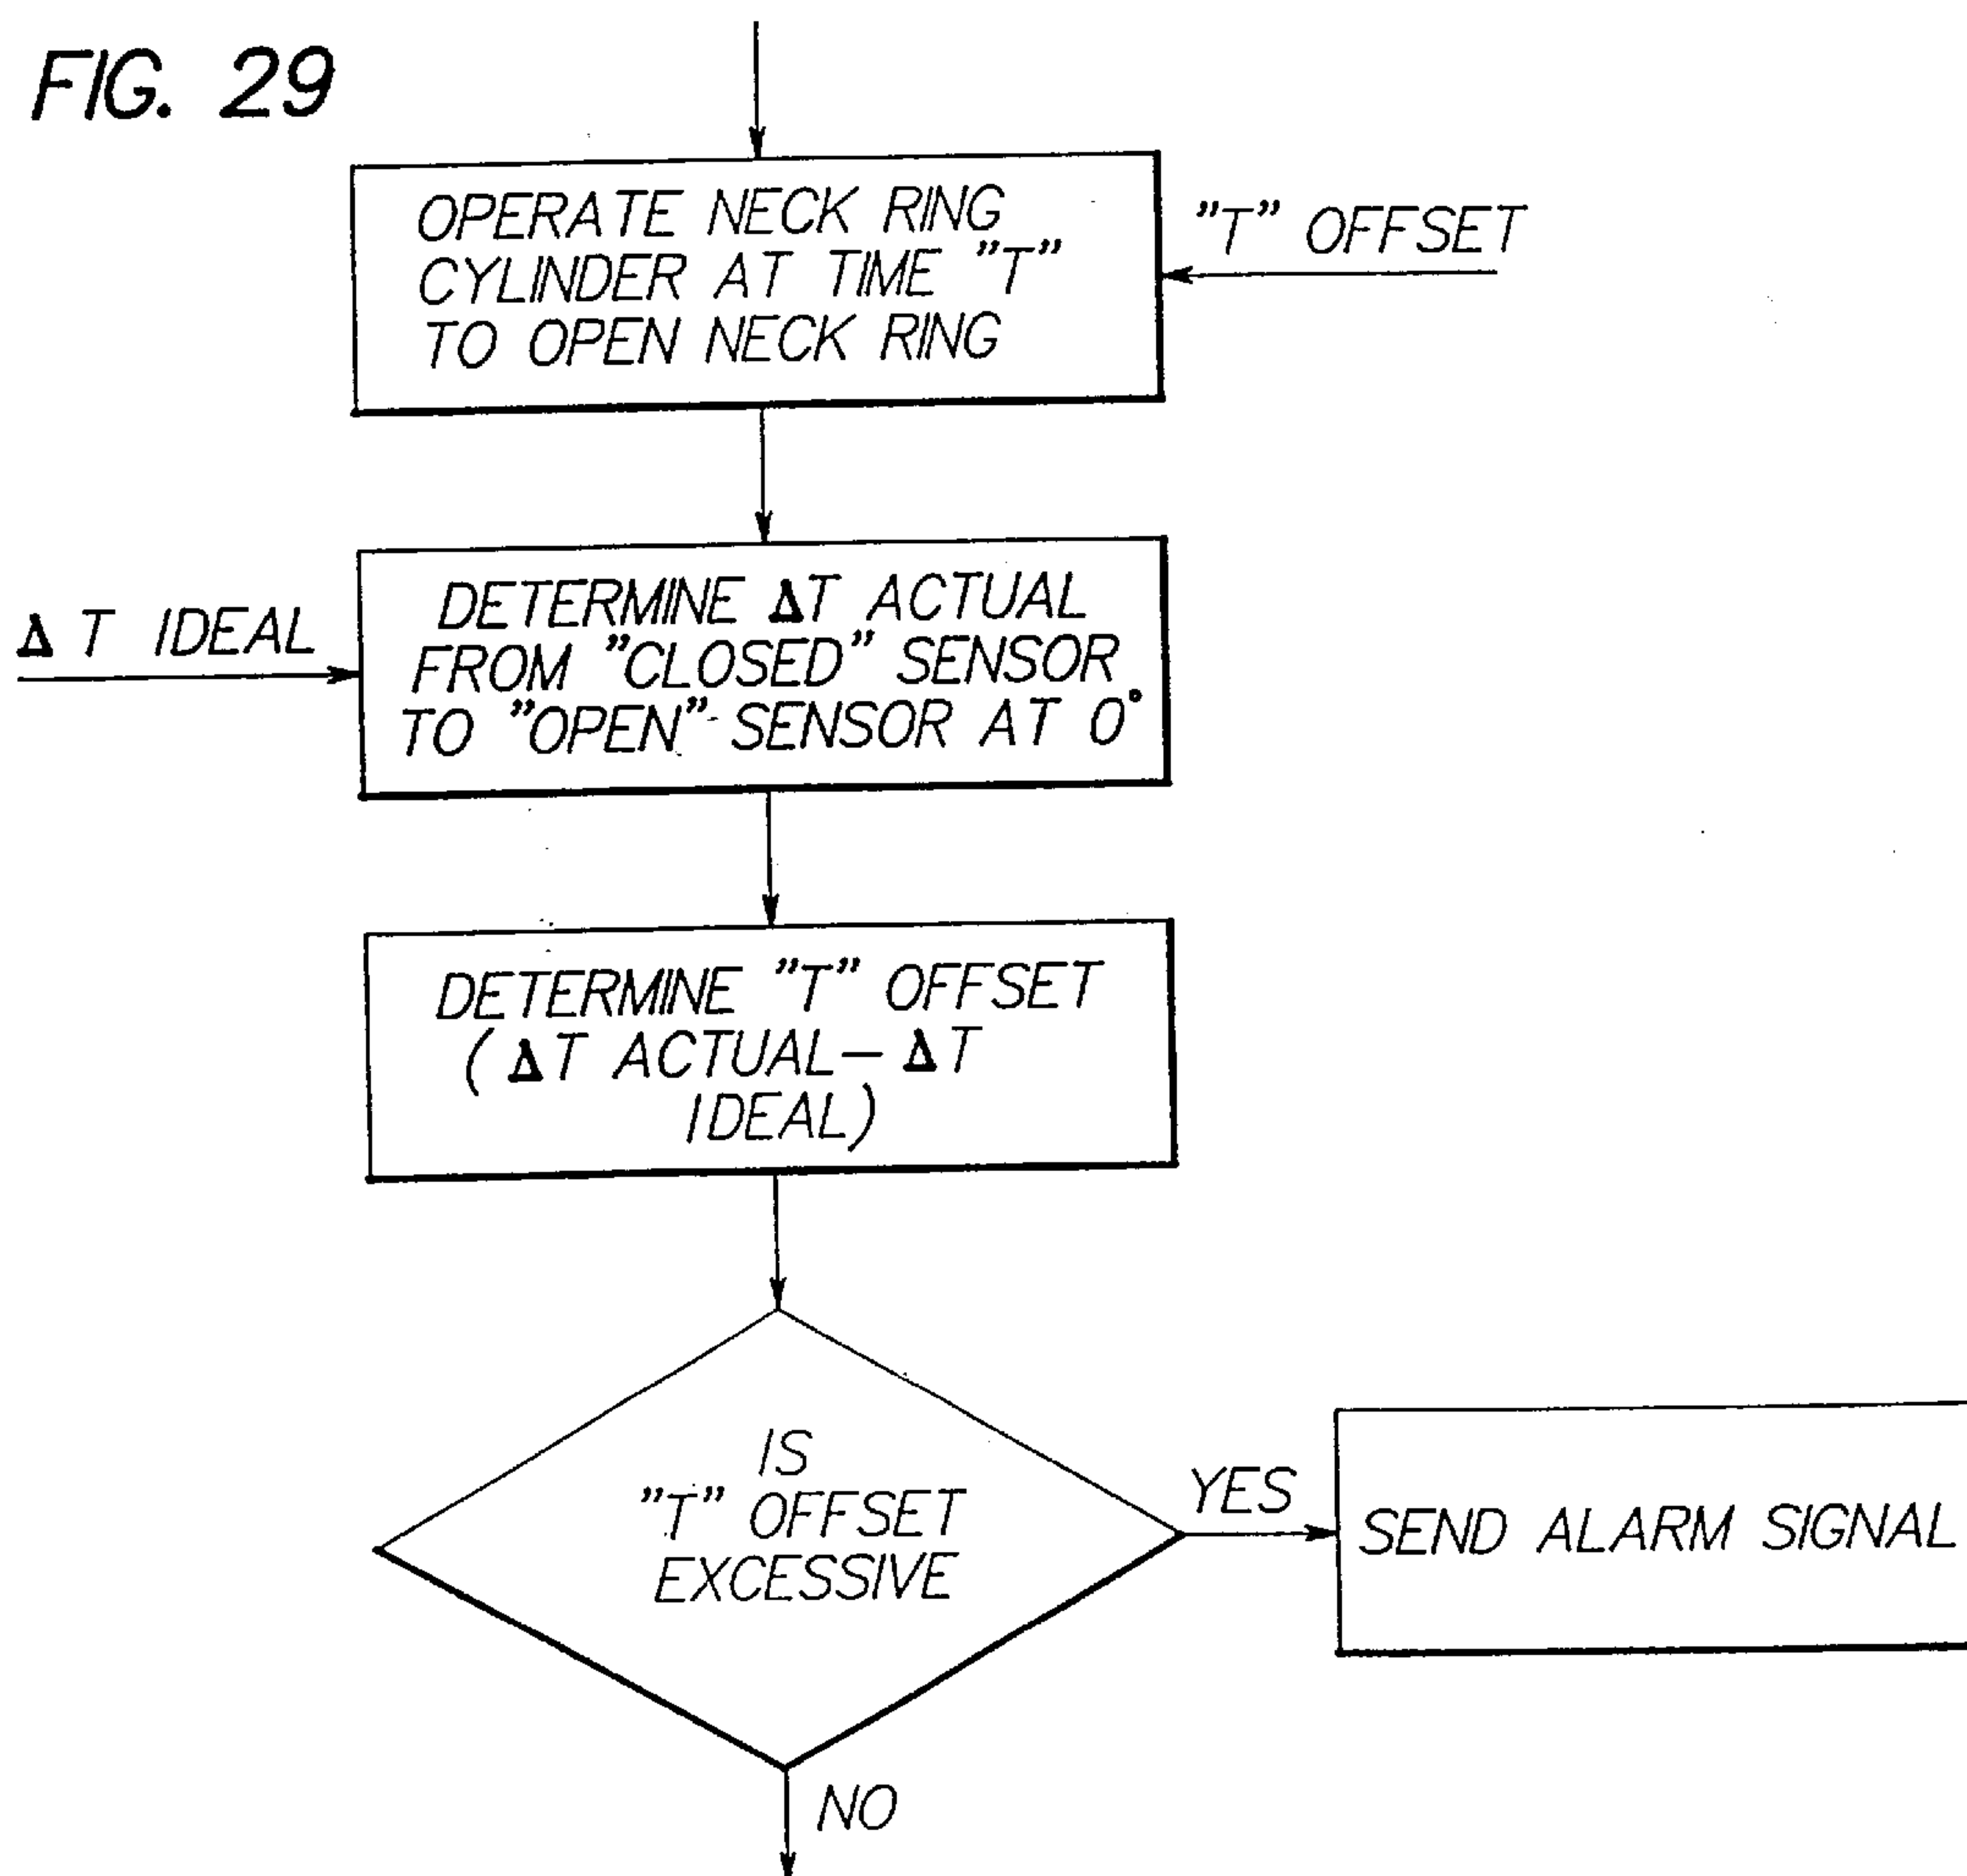 FIG. 29
OPERATE NECK RING
CYLINDER AT TIME "T"
TO OPEN NECK RING
"T" OFFSET
Δ T IDEAL
DETERMINE ΔT ACTUAL
FROM "CLOSED" SENSOR
TO "OPEN" SENSOR AT 0°
DETERMINE "T" OFFSET
(ΔT ACTUAL — ΔT
IDEAL)
IS
"T" OFFSET
EXCESSIVE
YES
SEND ALARM SIGNAL
NO